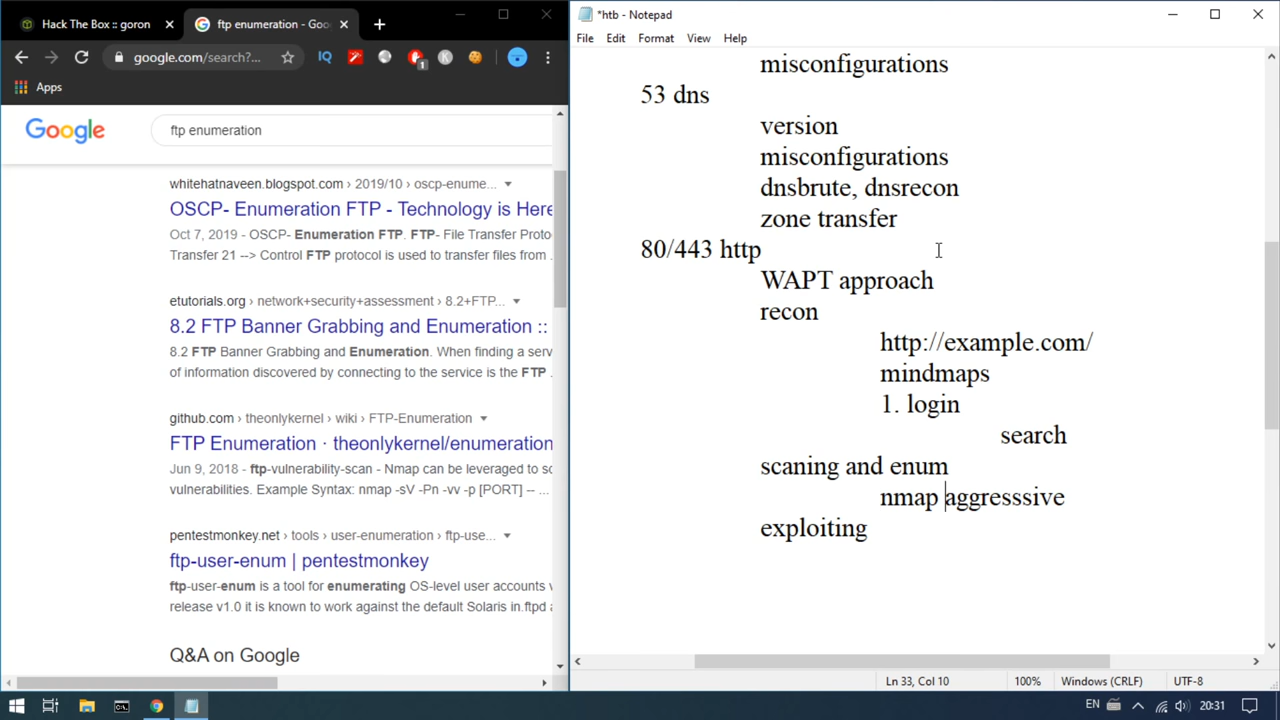 Hack The Box :: goron
ftp enumeration - Goo
google.com/search?...
1
Apps
Google
ftp enumeration
whitehatnaveen.blogspot.com › 2019/10 › oscp-enume...
OSCP- Enumeration FTP - Technology is Here
Oct 7, 2019 - OSCP- Enumeration FTP. FTP- File Transfer Proto
Transfer 21 --> Control FTP protocol is used to transfer files from .
etutorials.org › network+security+assessment › 8.2+FTP...
8.2 FTP Banner Grabbing and Enumeration ::
8.2 FTP Banner Grabbing and Enumeration. When finding a serv
of information discovered by connecting to the service is the FTP .
github.com › theonlykernel › wiki › FTP-Enumeration
FTP Enumeration · theonlykernel/enumeration
Jun 9, 2018 - ftp-vulnerability-scan - Nmap can be leveraged to sc
vulnerabilities. Example Syntax: nmap -sV -Pn -vv -p [PORT] -- ...
pentestmonkey.net › tools › user-enumeration › ftp-use...
ftp-user-enum | pentestmonkey
ftp-user-enum is a tool for enumerating OS-level user accounts v
release v1.0 it is known to work against the default Solaris in.ftpd a
Q&A on Google
*htb - Notepad
File Edit Format View Help
misconfigurations
53 dns
version
misconfigurations
dnsbrute, dnsrecon
zone transfer
80/443 http
WAPT approach
recon
http://example.com/
mindmaps
1. login
search
scaning and enum
nmap aggresssive
exploiting
Ln 33, Col 10 100% Windows (CRLF) UTF-8
EN 20:31